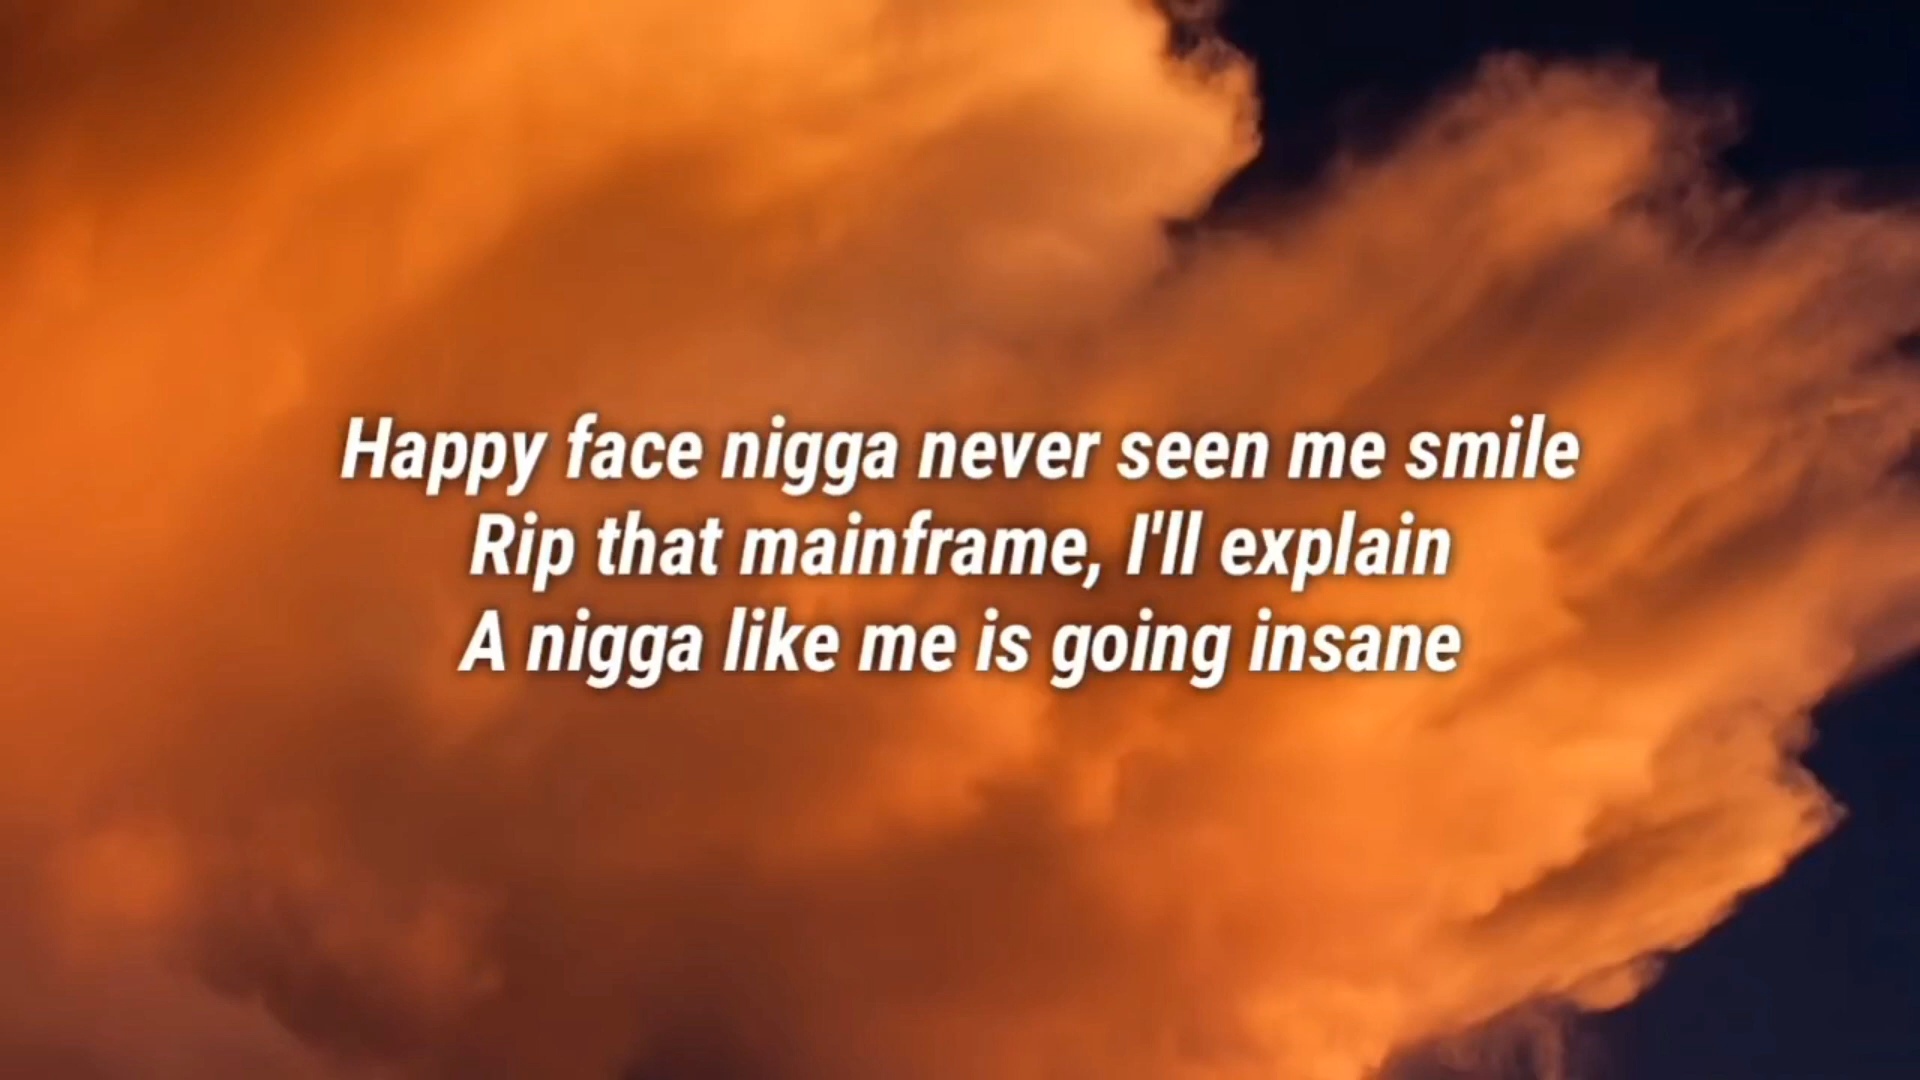 Happy face nigga never seen me smile
Rip that mainframe, I'll explain
A nigga like me is going insane